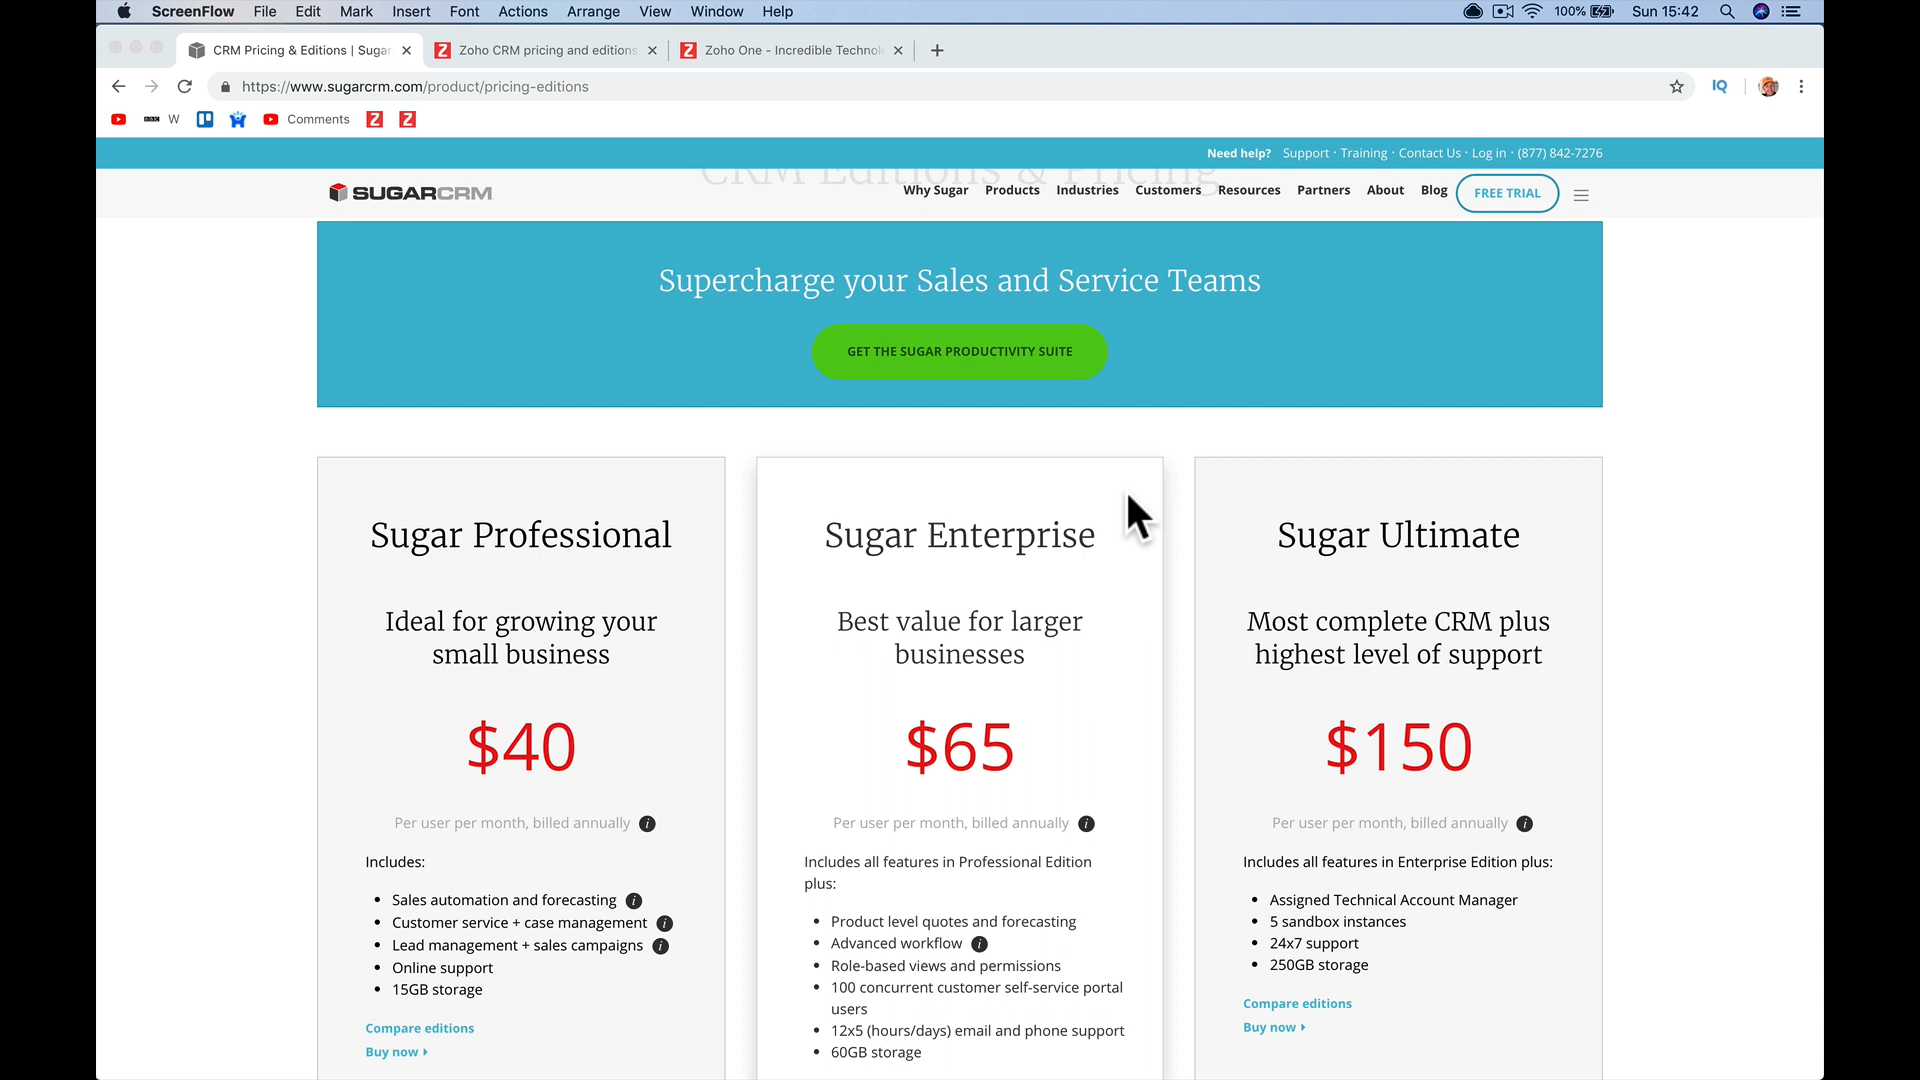 ScreenFlow File Edit Mark Insert Font Actions Arrange View Window Help 100% Sun 15:42
CRM Pricing & Editions | Sugar Zoho CRM pricing and editions Zoho One - Incredible Technol
https://www.sugarcrm.com/product/pricing-editions IQ
BBC W Comments Z Z
Need help? Support · Training · Contact Us · Log in · (877) 842-7276
CRM Editions & Pricing
SUGARCRM Why Sugar Products Industries Customers Resources Partners About Blog FREE TRIAL
Supercharge your Sales and Service Teams
GET THE SUGAR PRODUCTIVITY SUITE
Sugar Professional
Ideal for growing your
small business
$40
Per user per month, billed annually i
Includes:
• Sales automation and forecasting i
• Customer service + case management i
• Lead management + sales campaigns i
• Online support
• 15GB storage
Compare editions
Buy now
Sugar Enterprise
Best value for larger
businesses
$65
Per user per month, billed annually i
Includes all features in Professional Edition
plus:
• Product level quotes and forecasting
• Advanced workflow i
• Role-based views and permissions
• 100 concurrent customer self-service portal
users
• 12x5 (hours/days) email and phone support
• 60GB storage
Sugar Ultimate
Most complete CRM plus
highest level of support
$150
Per user per month, billed annually i
Includes all features in Enterprise Edition plus:
• Assigned Technical Account Manager
• 5 sandbox instances
• 24x7 support
• 250GB storage
Compare editions
Buy now